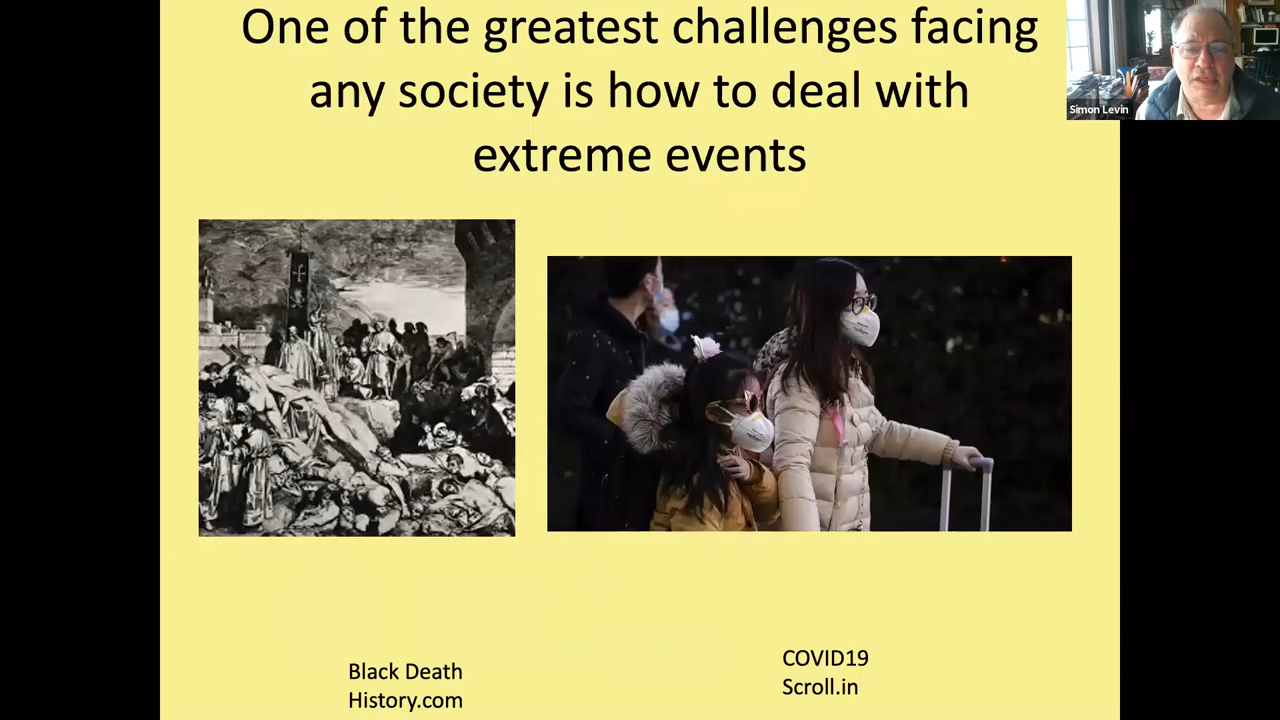 One of the greatest challenges facing
any society is how to deal with
extreme events
Simon Levin
Black Death
History.com
COVID19
Scroll.in